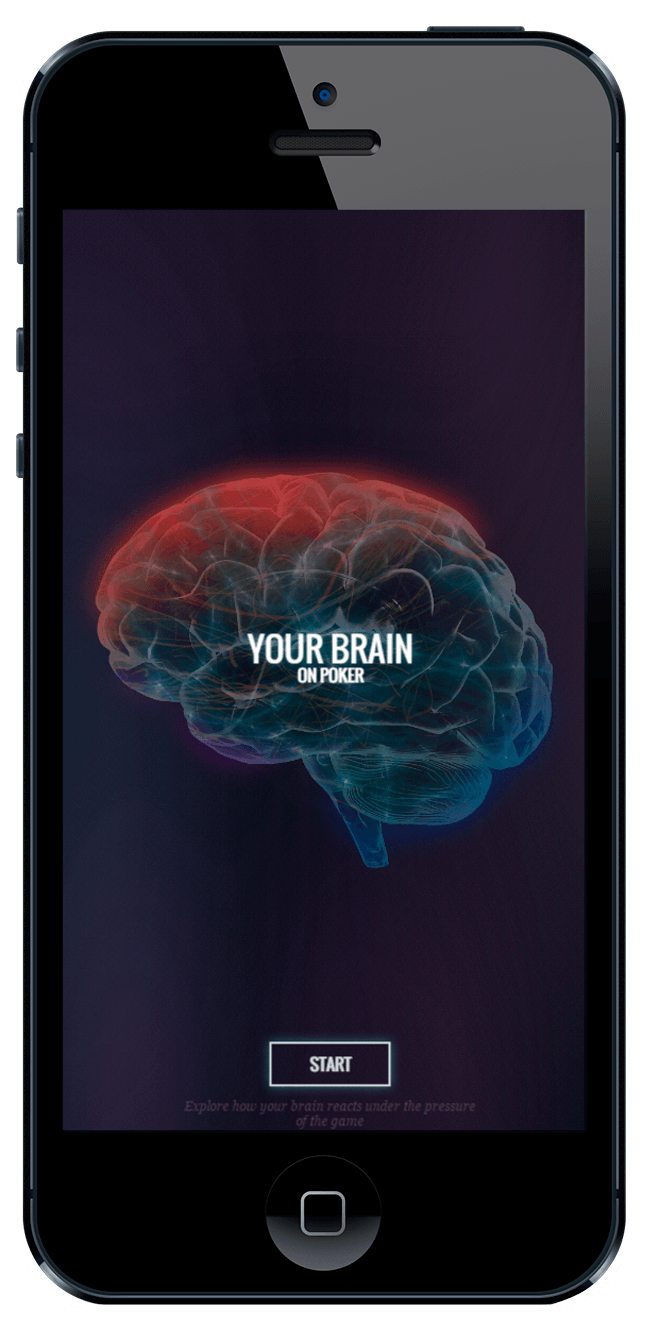 YOUR BRAIN
ON POKER
START
Explore how your brain reacts under the pressure
of the game